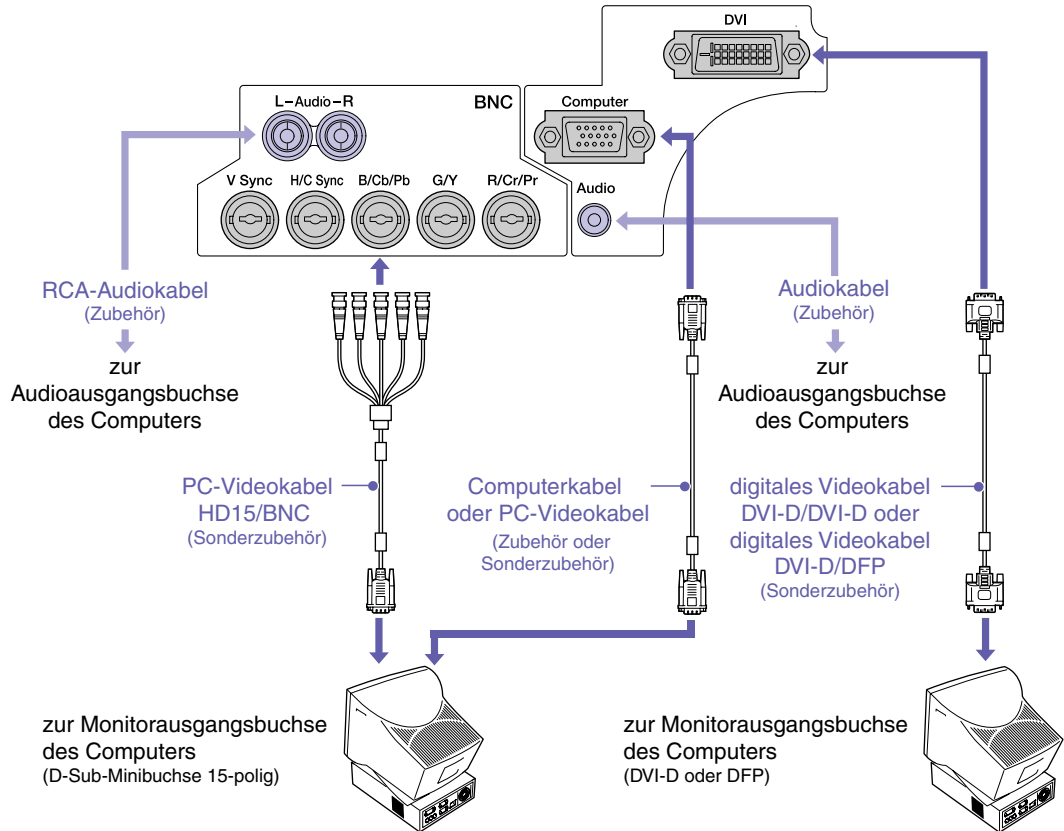 DVI
L–Audio–R
BNC
Computer
V Sync
H/C Sync
B/Cb/Pb
G/Y
R/Cr/Pr
Audio
RCA-Audiokabel
(Zubehör)
zur
Audioausgangsbuchse
des Computers
Audiokabel
(Zubehör)
zur
Audioausgangsbuchse
des Computers
PC-Videokabel
HD15/BNC
(Sonderzubehör)
Computerkabel
oder PC-Videokabel
(Zubehör oder
Sonderzubehör)
digitales Videokabel
DVI-D/DVI-D oder
digitales Videokabel
DVI-D/DFP
(Sonderzubehör)
zur Monitorausgangsbuchse
des Computers
(D-Sub-Minibuchse 15-polig)
zur Monitorausgangsbuchse
des Computers
(DVI-D oder DFP)